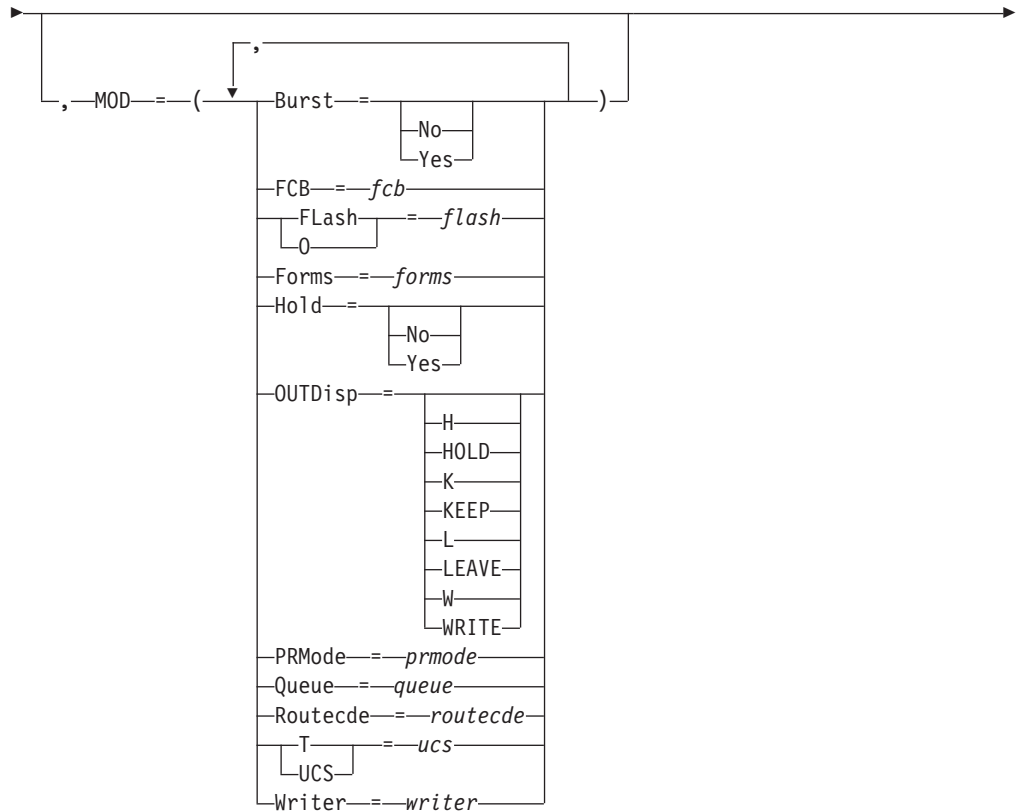 ,
, MOD = ( Burst = )
No
Yes
FCB = fcb
FLash = flash
O
Forms = forms
Hold =
No
Yes
OUTDisp =
H
HOLD
K
KEEP
L
LEAVE
W
WRITE
PRMode = prmode
Queue = queue
Routecde = routecde
T = ucs
UCS
Writer = writer